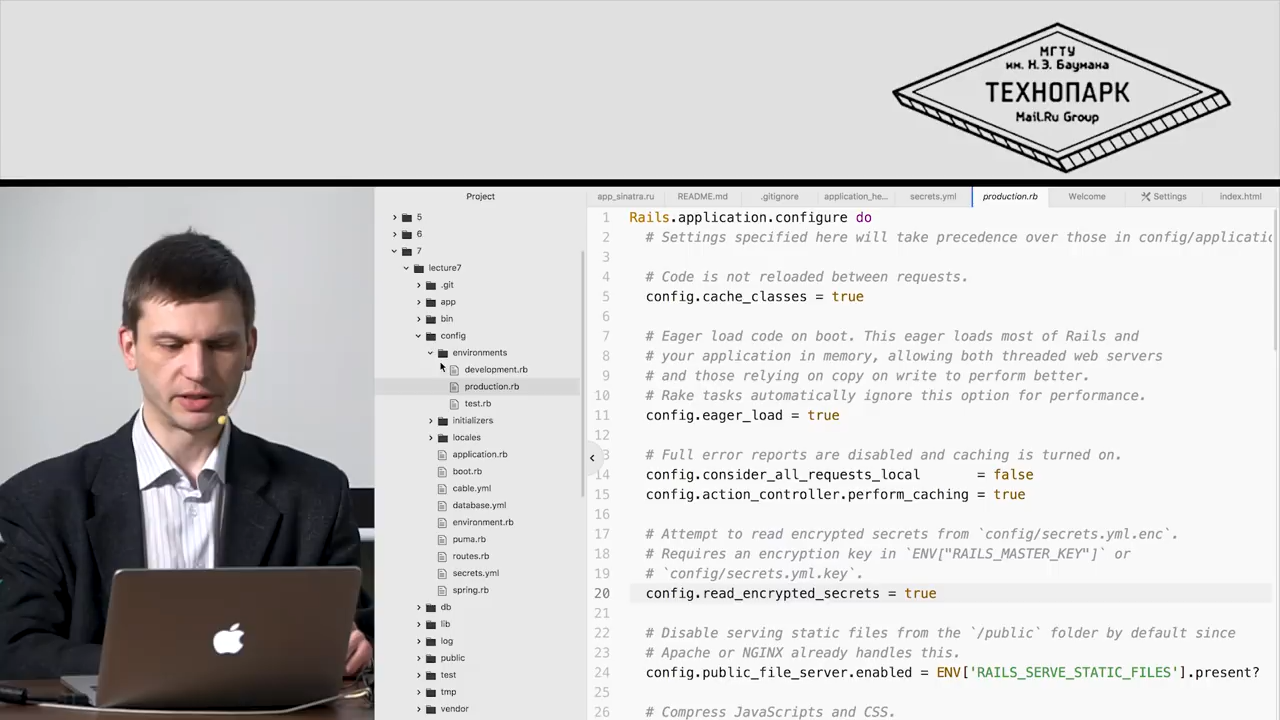 МГТУ
им. Н.Э. Баумана
ТЕХНОПАРК
Mail.Ru Group
Project
app_sinatra.ru
README.md
.gitignore
application_he...
secrets.yml
production.rb
Welcome
Settings
index.html
5
6
7
lecture7
.git
app
bin
config
environments
development.rb
production.rb
test.rb
initializers
locales
application.rb
boot.rb
cable.yml
database.yml
environment.rb
puma.rb
routes.rb
secrets.yml
spring.rb
db
lib
log
public
test
tmp
vendor
1 Rails.application.configure do
2 # Settings specified here will take precedence over those in config/applicatio
3
4 # Code is not reloaded between requests.
5 config.cache_classes = true
6
7 # Eager load code on boot. This eager loads most of Rails and
8 # your application in memory, allowing both threaded web servers
9 # and those relying on copy on write to perform better.
10 # Rake tasks automatically ignore this option for performance.
11 config.eager_load = true
12
13 # Full error reports are disabled and caching is turned on.
14 config.consider_all_requests_local       = false
15 config.action_controller.perform_caching = true
16
17 # Attempt to read encrypted secrets from `config/secrets.yml.enc`.
18 # Requires an encryption key in `ENV["RAILS_MASTER_KEY"]` or
19 # `config/secrets.yml.key`.
20 config.read_encrypted_secrets = true
21
22 # Disable serving static files from the `/public` folder by default since
23 # Apache or NGINX already handles this.
24 config.public_file_server.enabled = ENV['RAILS_SERVE_STATIC_FILES'].present?
25
26 # Compress JavaScripts and CSS.